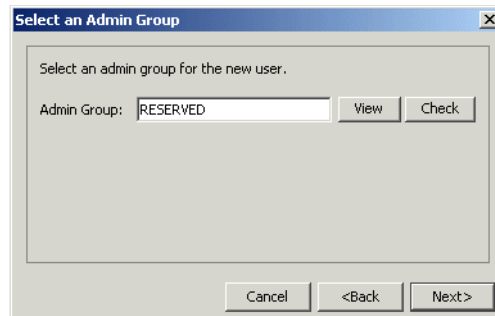 Select an Admin Group
Select an admin group for the new user.
Admin Group: RESERVED View Check
Cancel <Back Next>